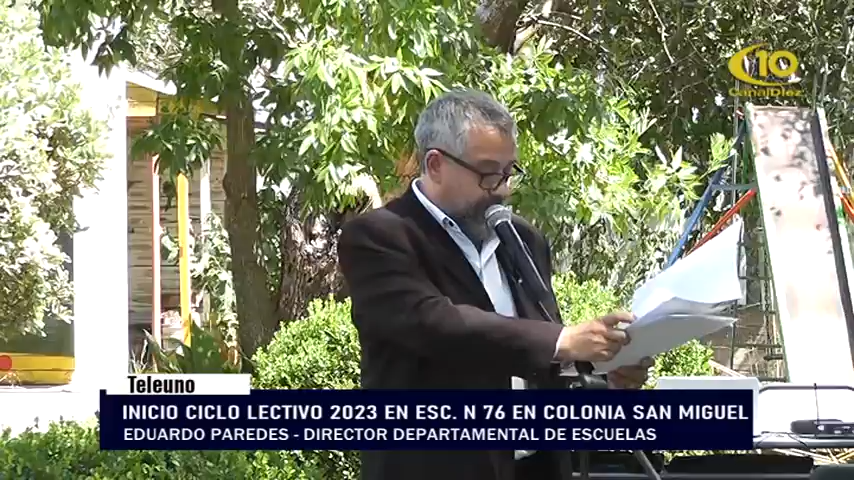 10
CanalDiez
Teleuno
INICIO CICLO LECTIVO 2023 EN ESC. N 76 EN COLONIA SAN MIGUEL
EDUARDO PAREDES - DIRECTOR DEPARTAMENTAL DE ESCUELAS